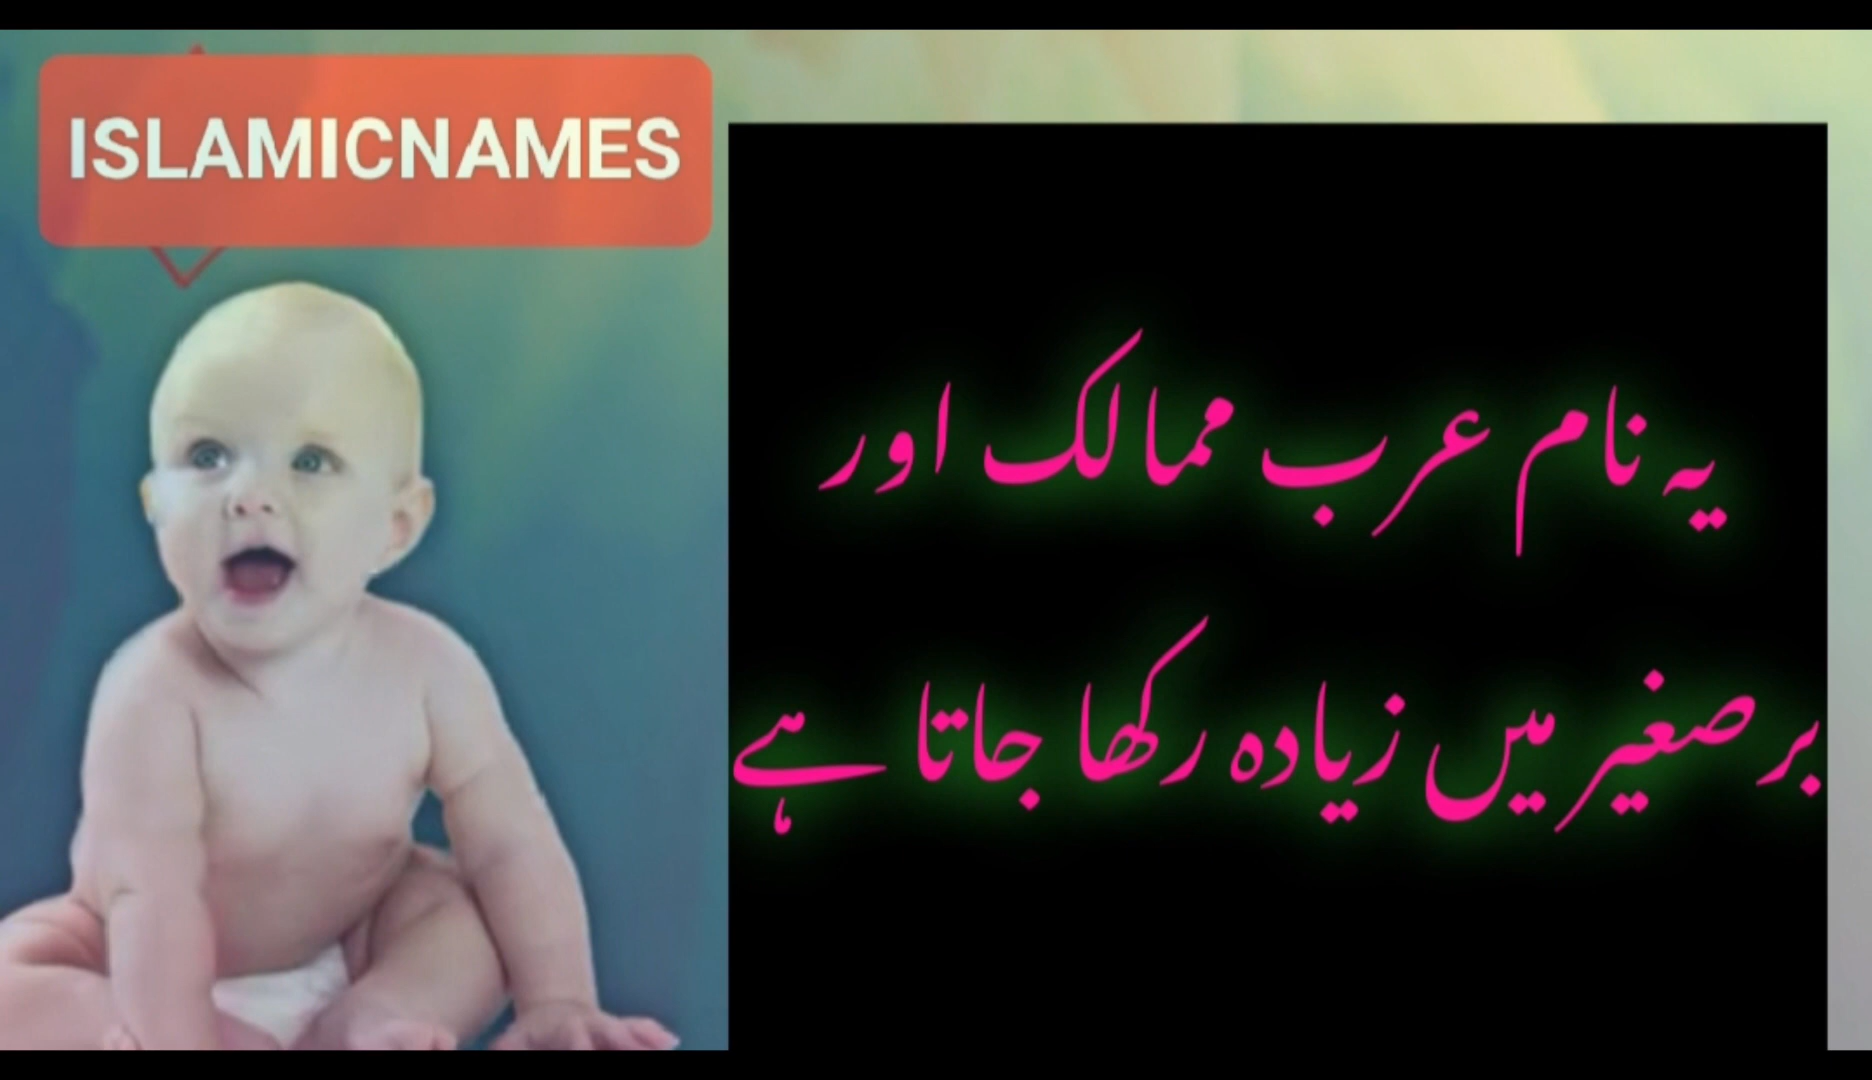 ISLAMICNAMES
یہ نام عرب ممالک اور
برصغیر میں زیادہ رکھا جاتا ہے